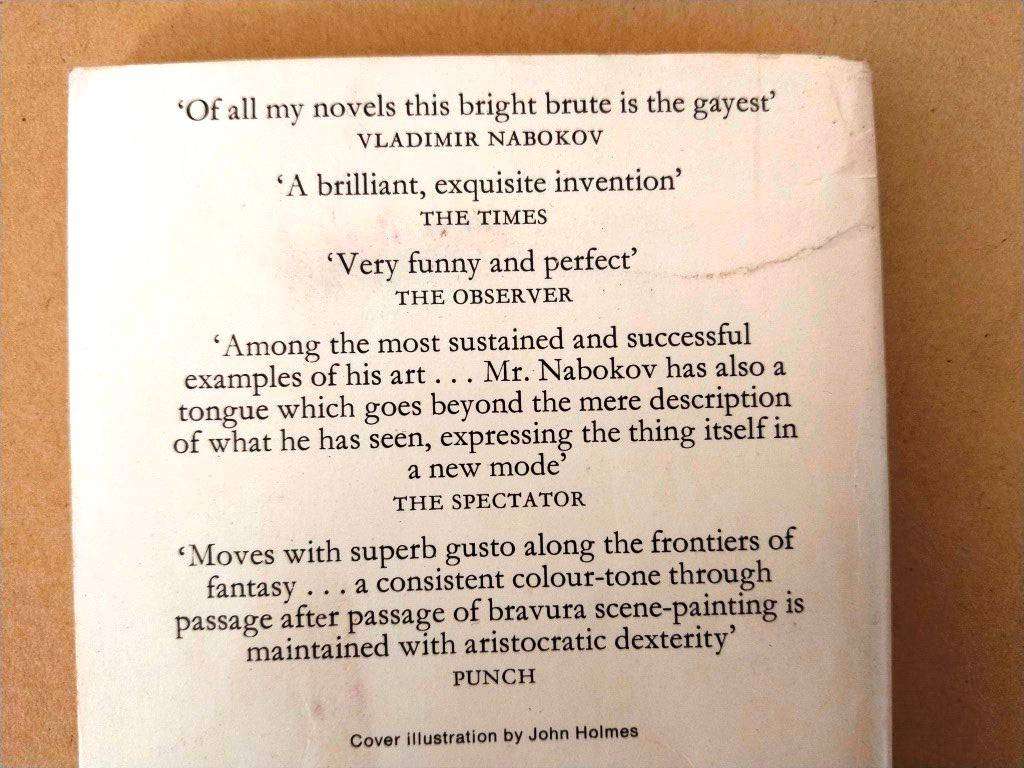 ‘Of all my novels this bright brute is the gayest’
VLADIMIR NABOKOV
‘A brilliant, exquisite invention’
THE TIMES
‘Very funny and perfect’
THE OBSERVER
‘Among the most sustained and successful
examples of his art . . . Mr. Nabokov has also a
tongue which goes beyond the mere description
of what he has seen, expressing the thing itself in
a new mode’
THE SPECTATOR
‘Moves with superb gusto along the frontiers of
fantasy . . . a consistent colour-tone through
passage after passage of bravura scene-painting is
maintained with aristocratic dexterity’
PUNCH
Cover illustration by John Holmes